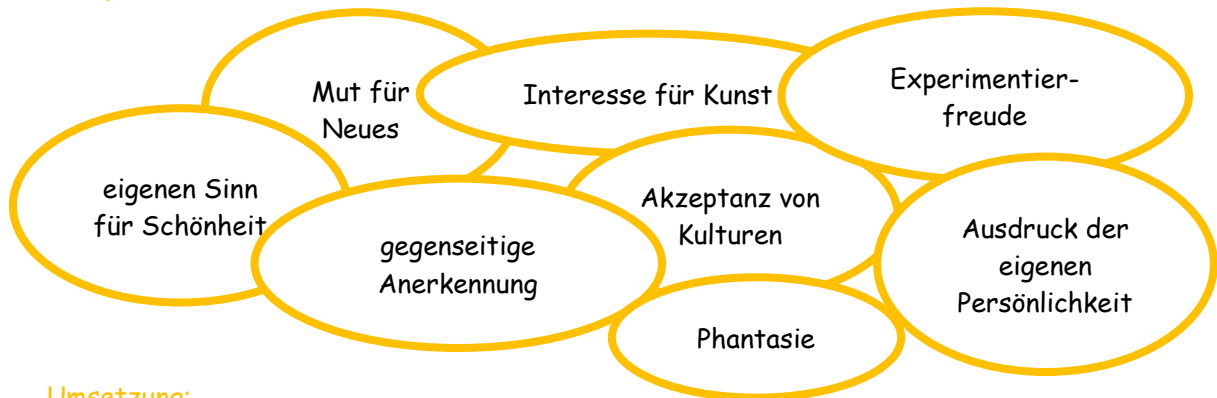 Mut für
Neues
Interesse für Kunst
Experimentier-
freude
eigenen Sinn
für Schönheit
gegenseitige
Anerkennung
Akzeptanz von
Kulturen
Ausdruck der
eigenen
Persönlichkeit
Phantasie
Umsetzung: